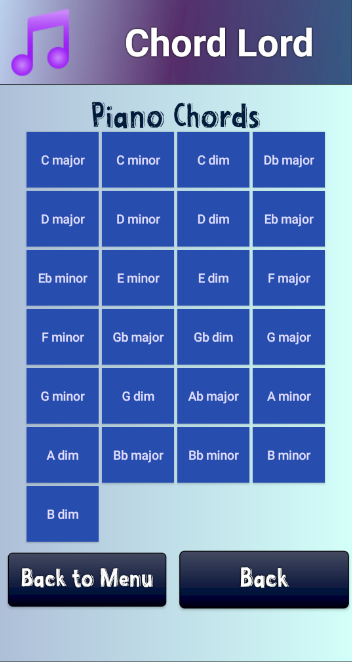 Chord Lord
Piano Chords
C major C minor C dim Db major
D major D minor D dim Eb major
Eb minor E minor E dim F major
F minor Gb major Gb dim G major
G minor G dim Ab major A minor
A dim Bb major Bb minor B minor
B dim
Back to Menu Back